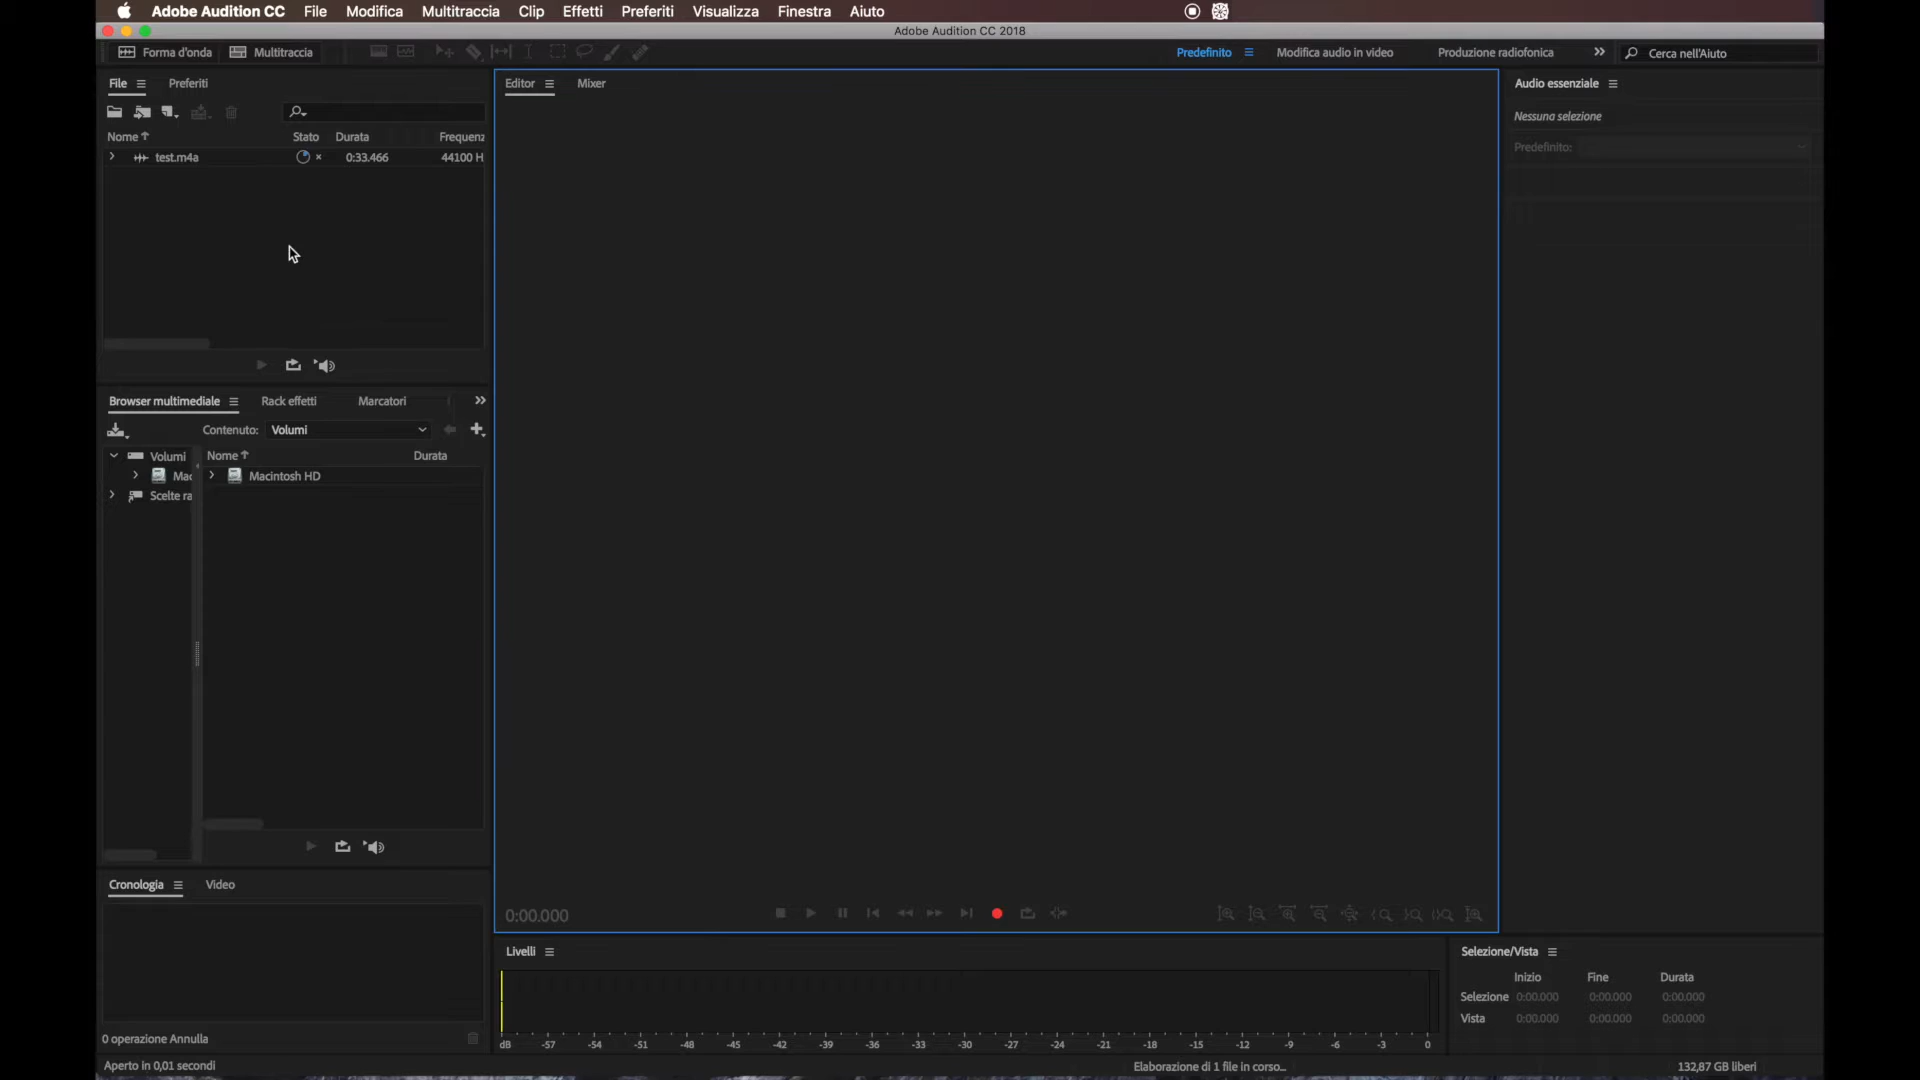 Adobe Audition CC File Modifica Multitraccia Clip Effetti Preferiti Visualizza Finestra Aiuto
Adobe Audition CC 2018
Forma d'onda Multitraccia Predefinito Modifica audio in video Produzione radiofonica Cerca nell'Aiuto
File Preferiti
Nome Stato Durata Frequenz
test.m4a 0:33.466 44100 H
Editor Mixer
Audio essenziale
Nessuna selezione
Predefinito:
Browser multimediale Rack effetti Marcatori
Contenuto: Volumi
Volumi
Mac
Scelte ra
Nome Durata
Macintosh HD
Cronologia Video
0 operazione Annulla
0:00.000
Livelli
dB -57 -54 -51 -48 -45 -42 -39 -36 -33 -30 -27 -24 -21 -18 -15 -12 -9 -6 -3 0
Selezione/Vista
Inizio Fine Durata
Selezione 0:00.000 0:00.000 0:00.000
Vista 0:00.000 0:00.000 0:00.000
Aperto in 0,01 secondi Elaborazione di 1 file in corso... 132,87 GB liberi